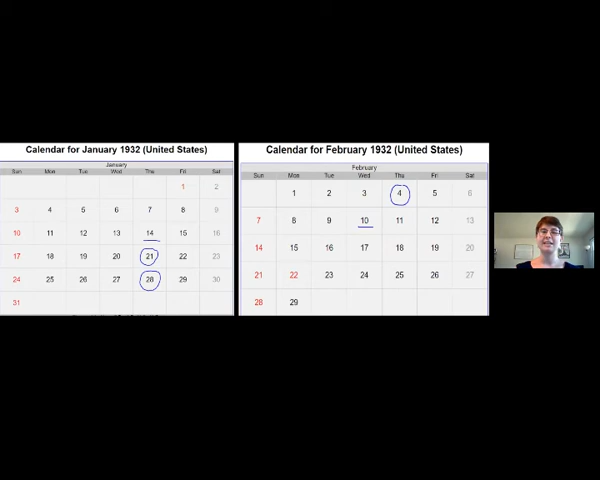 Calendar for January 1932 (United States)
January
Sun Mon Tue Wed Thu Fri Sat
1 2
3 4 5 6 7 8 9
10 11 12 13 14 15 16
17 18 19 20 21 22 23
24 25 26 27 28 29 30
31
Calendar for February 1932 (United States)
February
Sun Mon Tue Wed Thu Fri Sat
1 2 3 4 5 6
7 8 9 10 11 12 13
14 15 16 17 18 19 20
21 22 23 24 25 26 27
28 29